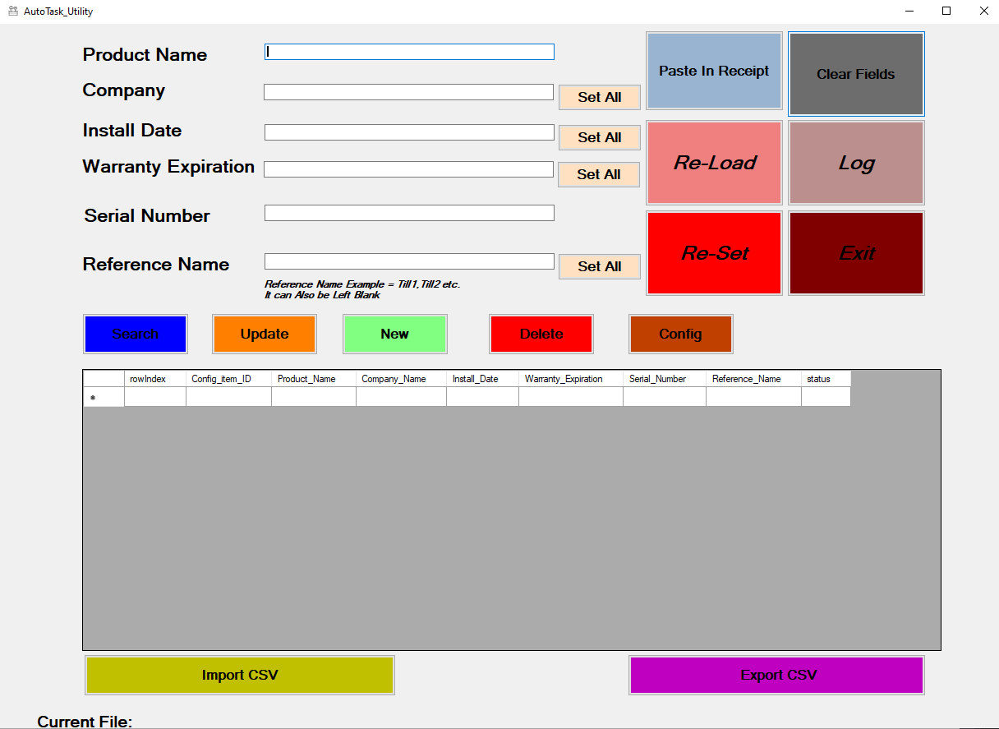 AutoTask_Utility
Product Name
Paste In Receipt
Clear Fields
Company
Set All
Install Date
Set All
Warranty Expiration
Set All
Re-Load
Log
Serial Number
Reference Name
Set All
Re-Set
Exit
Reference Name Example = Till1,Till2 etc.
It can Also be Left Blank
Search
Update
New
Delete
Config
rowIndex Config_item_ID Product_Name Company_Name Install_Date Warranty_Expiration Serial_Number Reference_Name status
*
Import CSV
Export CSV
Current File: